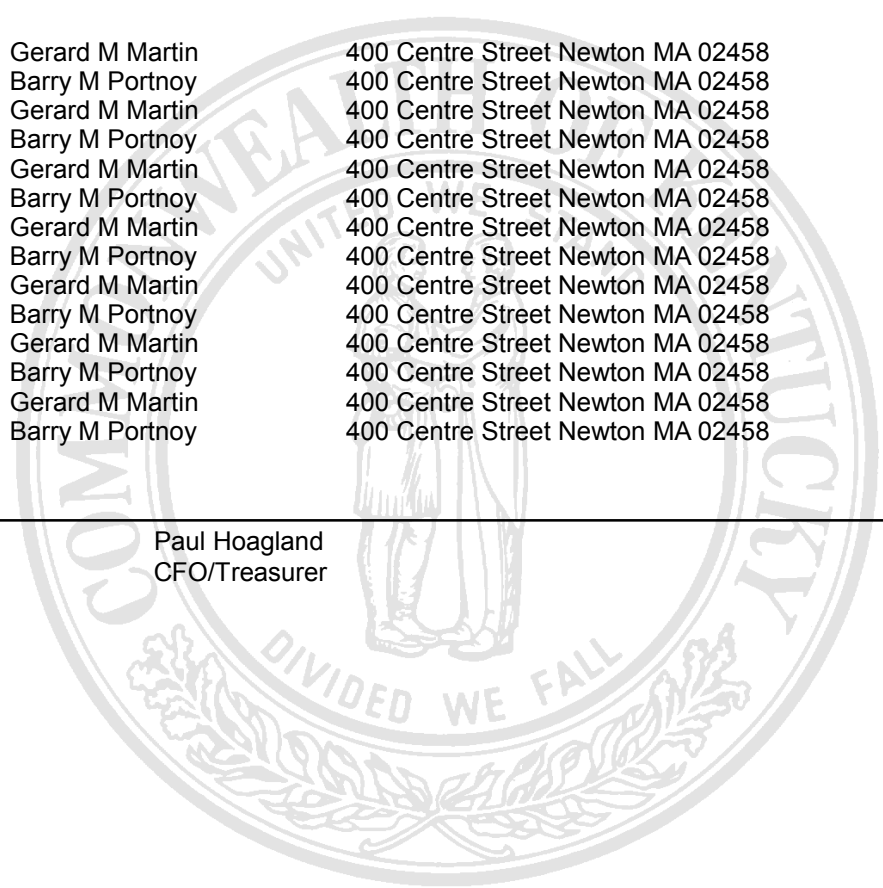 Gerard M Martin 400 Centre Street Newton MA 02458
Barry M Portnoy 400 Centre Street Newton MA 02458
Gerard M Martin 400 Centre Street Newton MA 02458
Barry M Portnoy 400 Centre Street Newton MA 02458
Gerard M Martin 400 Centre Street Newton MA 02458
Barry M Portnoy 400 Centre Street Newton MA 02458
Gerard M Martin 400 Centre Street Newton MA 02458
Barry M Portnoy 400 Centre Street Newton MA 02458
Gerard M Martin 400 Centre Street Newton MA 02458
Barry M Portnoy 400 Centre Street Newton MA 02458
Gerard M Martin 400 Centre Street Newton MA 02458
Barry M Portnoy 400 Centre Street Newton MA 02458
Gerard M Martin 400 Centre Street Newton MA 02458
Barry M Portnoy 400 Centre Street Newton MA 02458
Paul Hoagland
CFO/Treasurer
COMMONWEALTH OF KENTUCKY
UNITED WE STAND
DIVIDED WE FALL